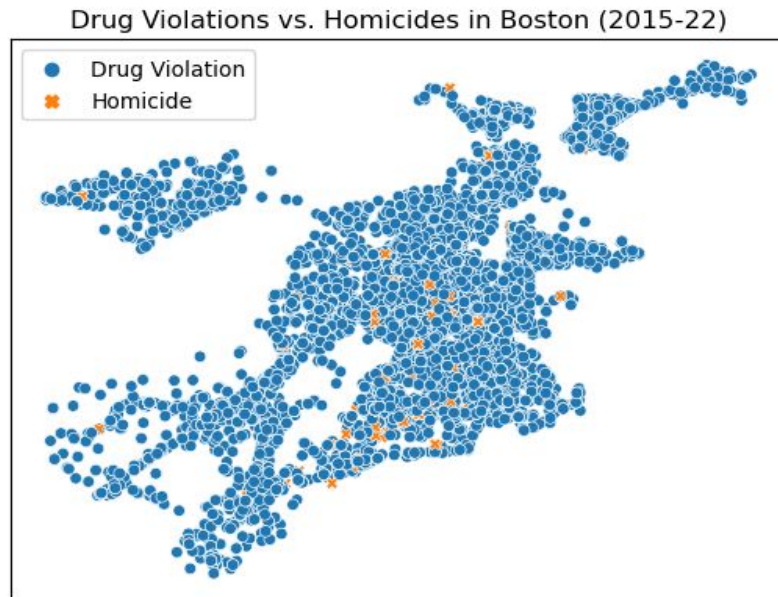 Drug Violations vs. Homicides in Boston (2015-22)
Drug Violation
Homicide